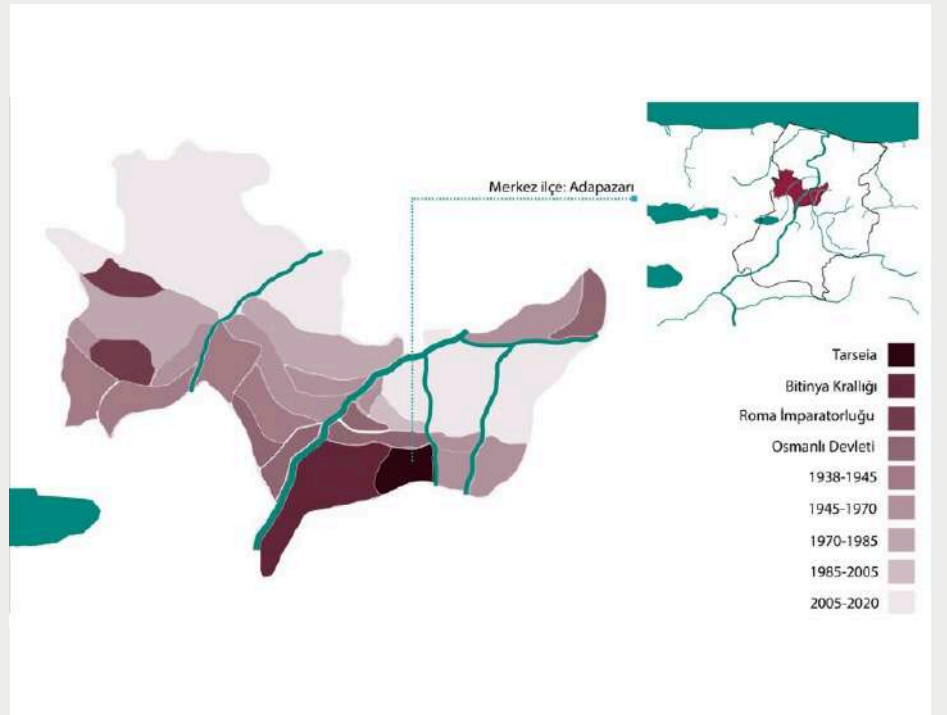 Merkez ilçe: Adapazarı
Tarseia
Bitinya Krallığı
Roma İmparatorluğu
Osmanlı Devleti
1938-1945
1945-1970
1970-1985
1985-2005
2005-2020